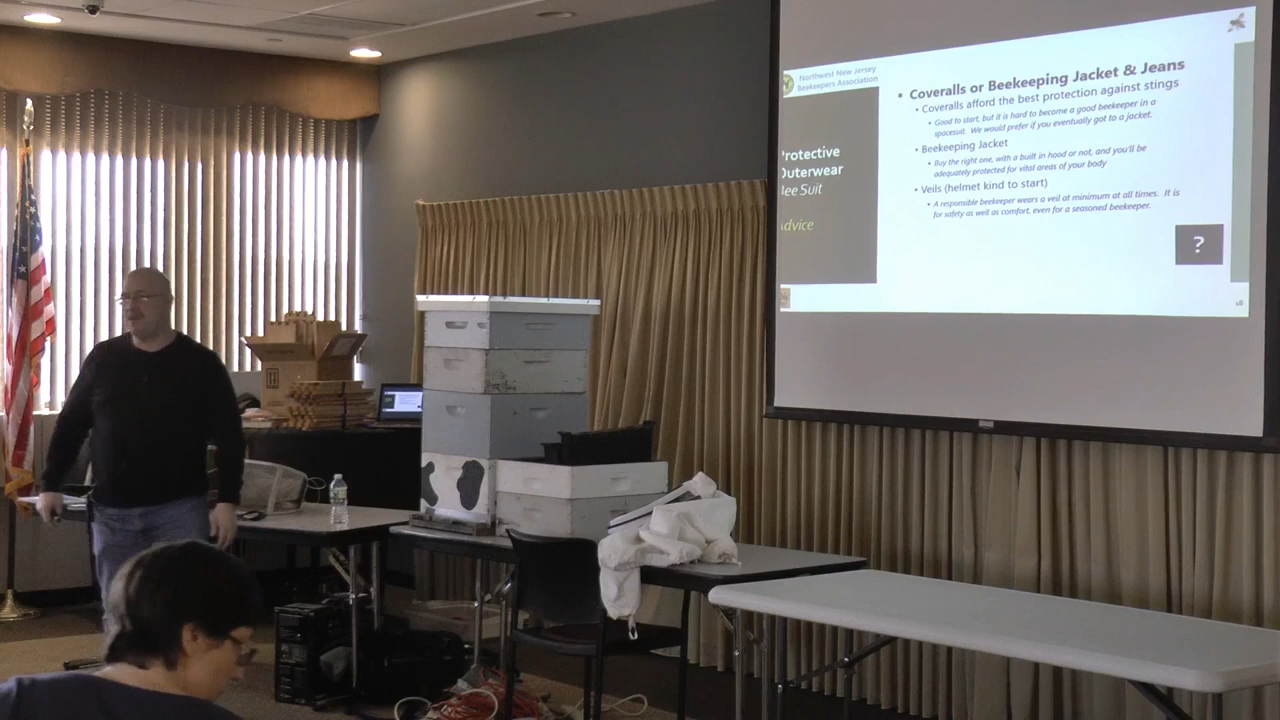 Northwest New Jersey
Beekeepers Association
Protective
Outerwear
Bee Suit
Advice
▪ Coveralls or Beekeeping Jacket & Jeans
• Coveralls afford the best protection against stings
• Good to start, but it is hard to become a good beekeeper in a
spacesuit. We would prefer if you eventually got to a jacket.
• Beekeeping Jacket
• Buy the right one, with a built in hood or not, and you'll be
adequately protected for vital areas of your body
• Veils (helmet kind to start)
• A responsible beekeeper wears a veil at minimum at all times. It is
for safety as well as comfort, even for a seasoned beekeeper.
?